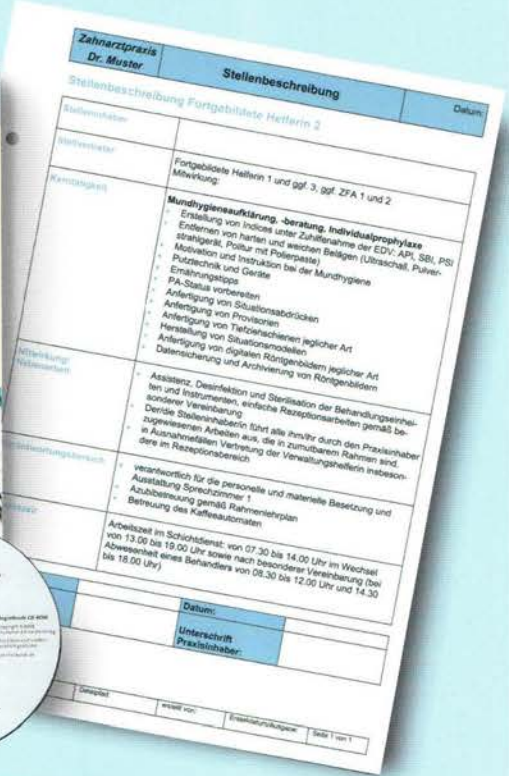 Zahnarztpraxis
Dr. Muster
Stellenbeschreibung
Datum:
Stellenbeschreibung Fortgebildete Helferin 2
Stelleninhaber
Stellvertreter
Fortgebildete Helferin 1 und ggf. 3, ggf. ZFA 1 und 2
Mitwirkung:
Kerntätigkeit
Mundhygieneaufklärung, -beratung, Individualprophylaxe
Erstellung von Indices unter Zuhilfenahme der EDV: API, SBI, PSI
Entfernen von harten und weichen Belägen (Ultraschall, Pulver-
strahlgerät, Politur mit Polierpaste)
Motivation und Instruktion bei der Mundhygiene
Putztechnik und Geräte
Ernährungstipps
PA-Status vorbereiten
Anfertigung von Situationsabdrücken
Anfertigung von Provisorien
Anfertigung von Tiefziehschienen jeglicher Art
Herstellung von Situationsmodellen
Anfertigung von digitalen Röntgenbildern jeglicher Art
Datensicherung und Archivierung von Röntgenbildern
Mitwirkung/
Nebenarbeiten
Assistenz, Desinfektion und Sterilisation der Behandlungseinhei-
ten und Instrumenten, einfache Rezeptionsarbeiten gemäß be-
sonderer Vereinbarung
Der/die Stelleninhaber/in führt alle ihm/ihr durch den Praxisinhaber
zugewiesenen Arbeiten aus, die in zumutbarem Rahmen sind.
in Ausnahmefällen Vertretung der Verwaltungshelferin insbeson-
dere im Rezeptionsbereich
verantwortlich für die personelle und materielle Besetzung und
Ausstattung Sprechzimmer 1
Azubibetreuung gemäß Rahmenlehrplan
Betreuung des Kaffeeautomaten
Arbeitszeit im Schichtdienst: von 07.30 bis 14.00 Uhr im Wechsel
von 13.00 bis 19.00 Uhr sowie nach besonderer Vereinbarung (bei
Abwesenheit eines Behandlers von 08.30 bis 12.00 Uhr und 14.30
bis 18.00 Uhr)
Datum:
Unterschrift
Praxisinhaber:
Dateipfad:
erstellt von:
Seite 1 von 1